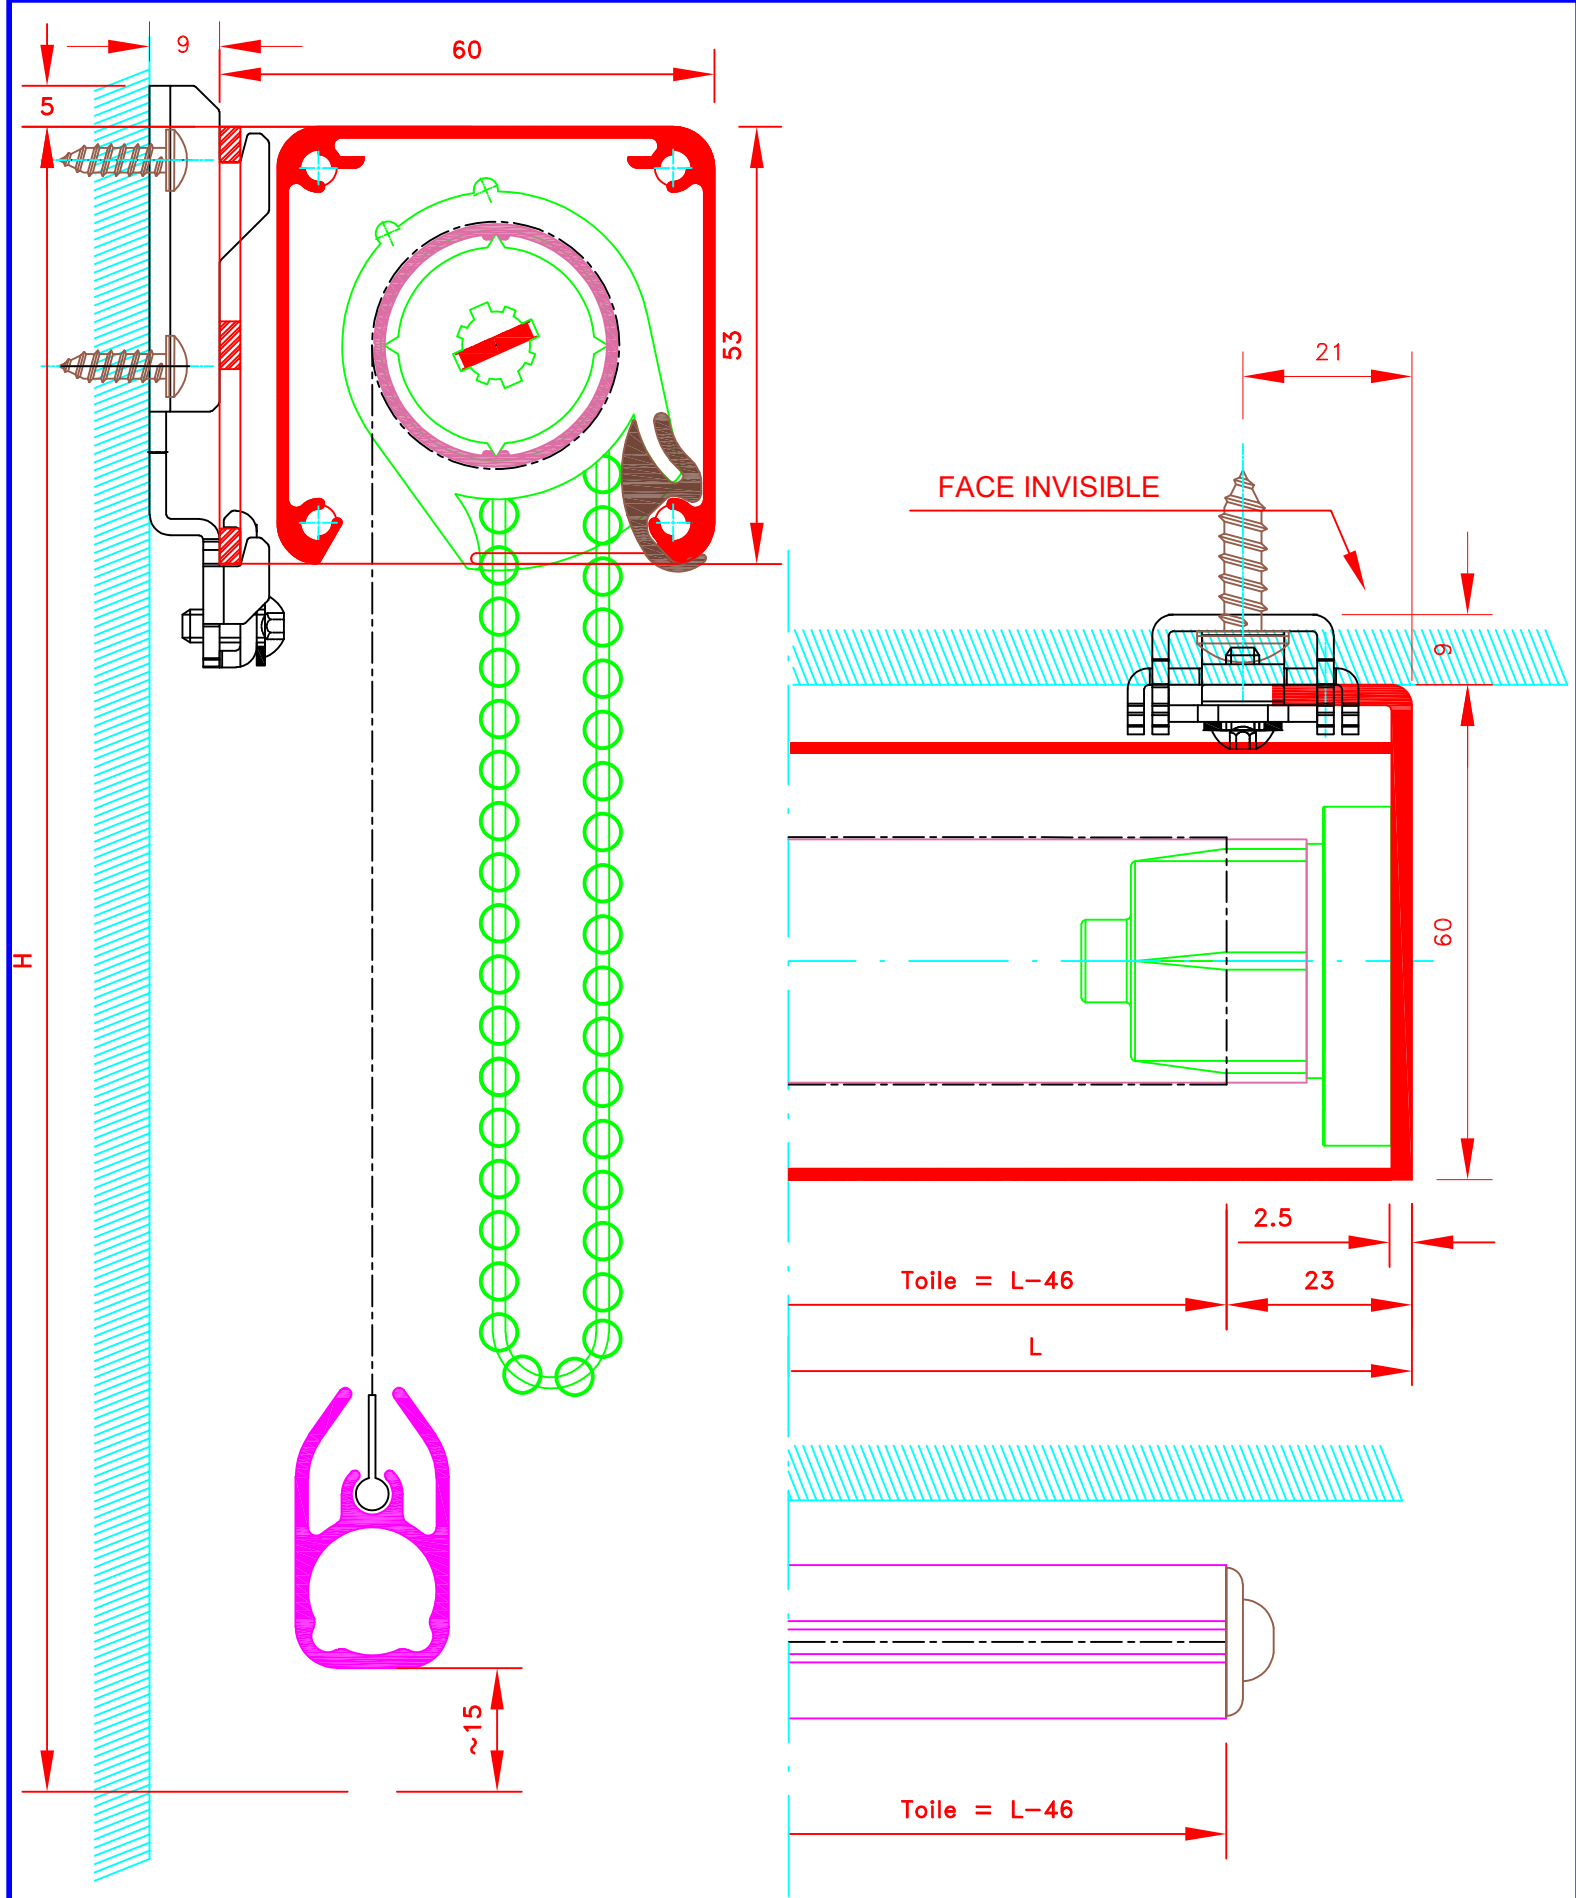 9
60
5
53
21
FACE INVISIBLE
9
60
H
2.5
Toile = L-46
23
L
~15
Toile = L-46